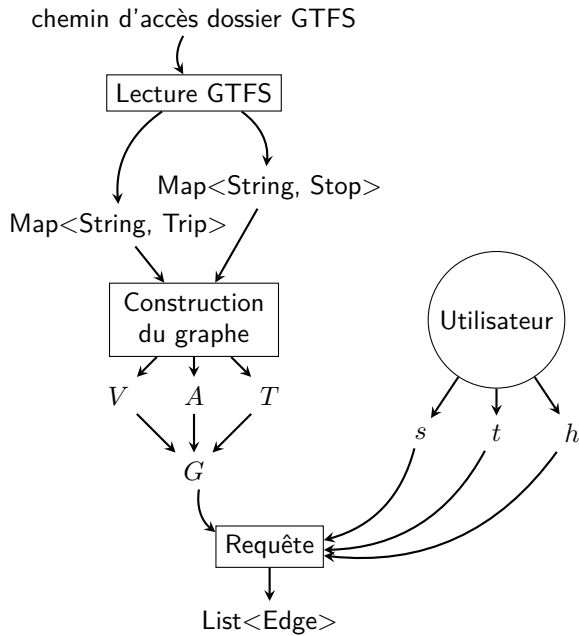 chemin d'accès dossier GTFS
Lecture GTFS
Map<String, Stop>
Map<String, Trip>
Construction
du graphe
Utilisateur
V A T
s t h
G
Requête
List<Edge>